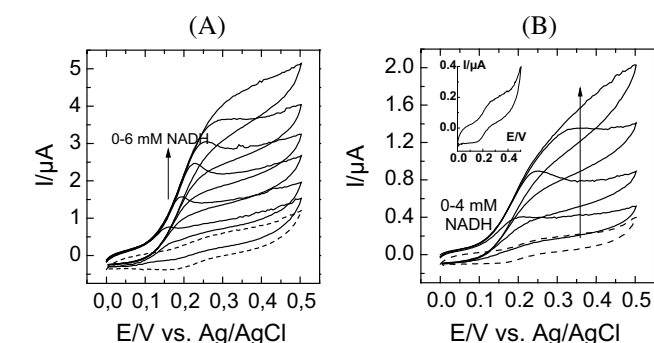 (A)
5
4
3
2
1
0
I/µA
0-6 mM NADH
0,0 0,1 0,2 0,3 0,4 0,5
E/V vs. Ag/AgCl
(B)
2.0
1.6
1.2
0.8
0.4
0.0
I/µA
0.4
0.2
0.0
I/µA
E/V
0.0 0.2 0.4
0-4 mM
NADH
0.0 0.1 0.2 0.3 0.4 0.5
E/V vs. Ag/AgCl